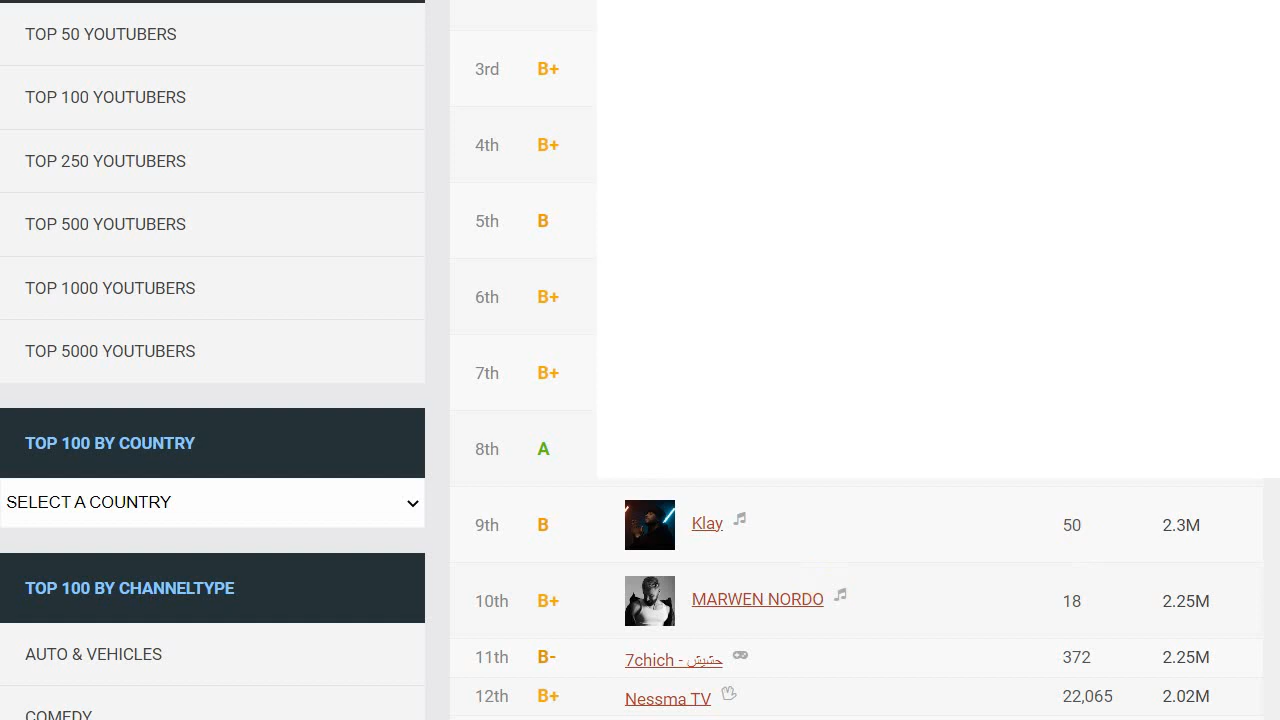 TOP 50 YOUTUBERS
TOP 100 YOUTUBERS
TOP 250 YOUTUBERS
TOP 500 YOUTUBERS
TOP 1000 YOUTUBERS
TOP 5000 YOUTUBERS
TOP 100 BY COUNTRY
SELECT A COUNTRY
TOP 100 BY CHANNELTYPE
AUTO & VEHICLES
COMEDY
3rd B+
4th B+
5th B
6th B+
7th B+
8th A
9th B Klay 50 2.3M
10th B+ MARWEN NORDO 18 2.25M
11th B- 7chich - حشيش 372 2.25M
12th B+ Nessma TV 22,065 2.02M